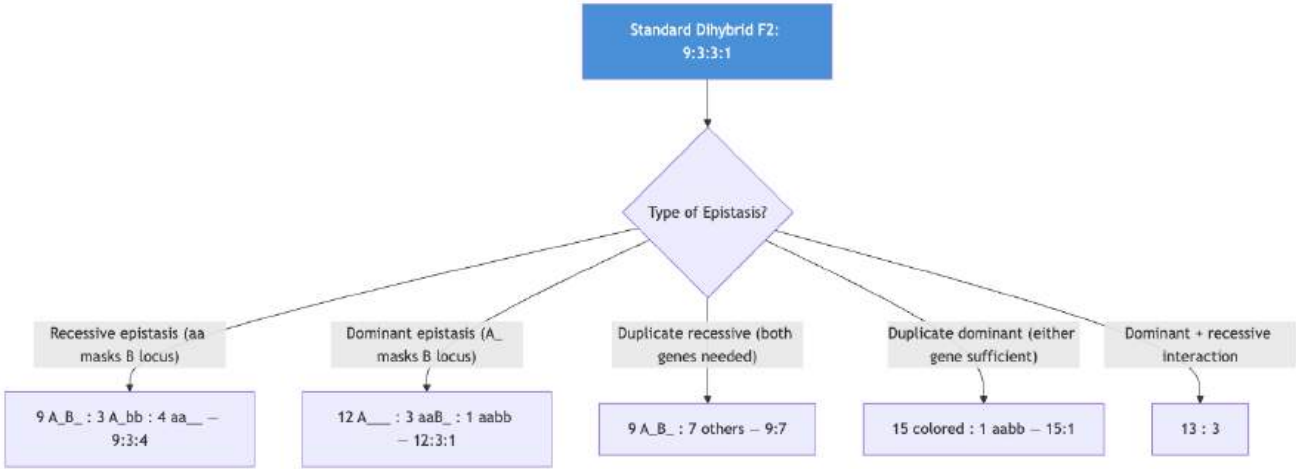 Standard Dihybrid F2:
9:3:3:1
Type of Epistasis?
Recessive epistasis (aa
masks B locus)
Dominant epistasis (A_
masks B locus)
Duplicate recessive (both
genes needed)
Duplicate dominant (either
gene sufficient)
Dominant + recessive
interaction
9 A_B_ : 3 A_bb : 4 aa__ —
9:3:4
12 A___ : 3 aaB_ : 1 aabb
— 12:3:1
9 A_B_ : 7 others — 9:7
15 colored : 1 aabb — 15:1
13 : 3